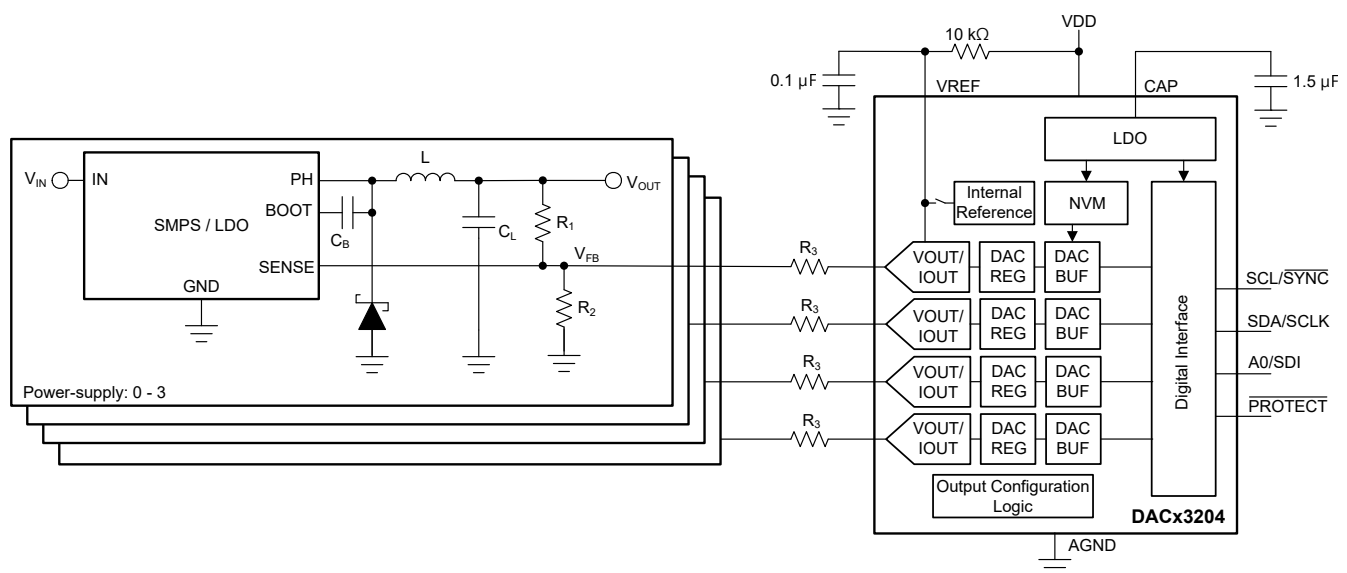 VDD
10 kΩ
0.1 µF
VREF
CAP
1.5 µF
LDO
Internal
Reference
NVM
VIN
IN
PH
L
VOUT
BOOT
SMPS / LDO
CB
CL
R1
SENSE
VFB
GND
R2
Power-supply: 0 - 3
R3
VOUT/
IOUT
DAC
REG
DAC
BUF
R3
VOUT/
IOUT
DAC
REG
DAC
BUF
R3
VOUT/
IOUT
DAC
REG
DAC
BUF
R3
VOUT/
IOUT
DAC
REG
DAC
BUF
Digital Interface
SCL/SYNC
SDA/SCLK
A0/SDI
PROTECT
Output Configuration
Logic
DACx3204
AGND